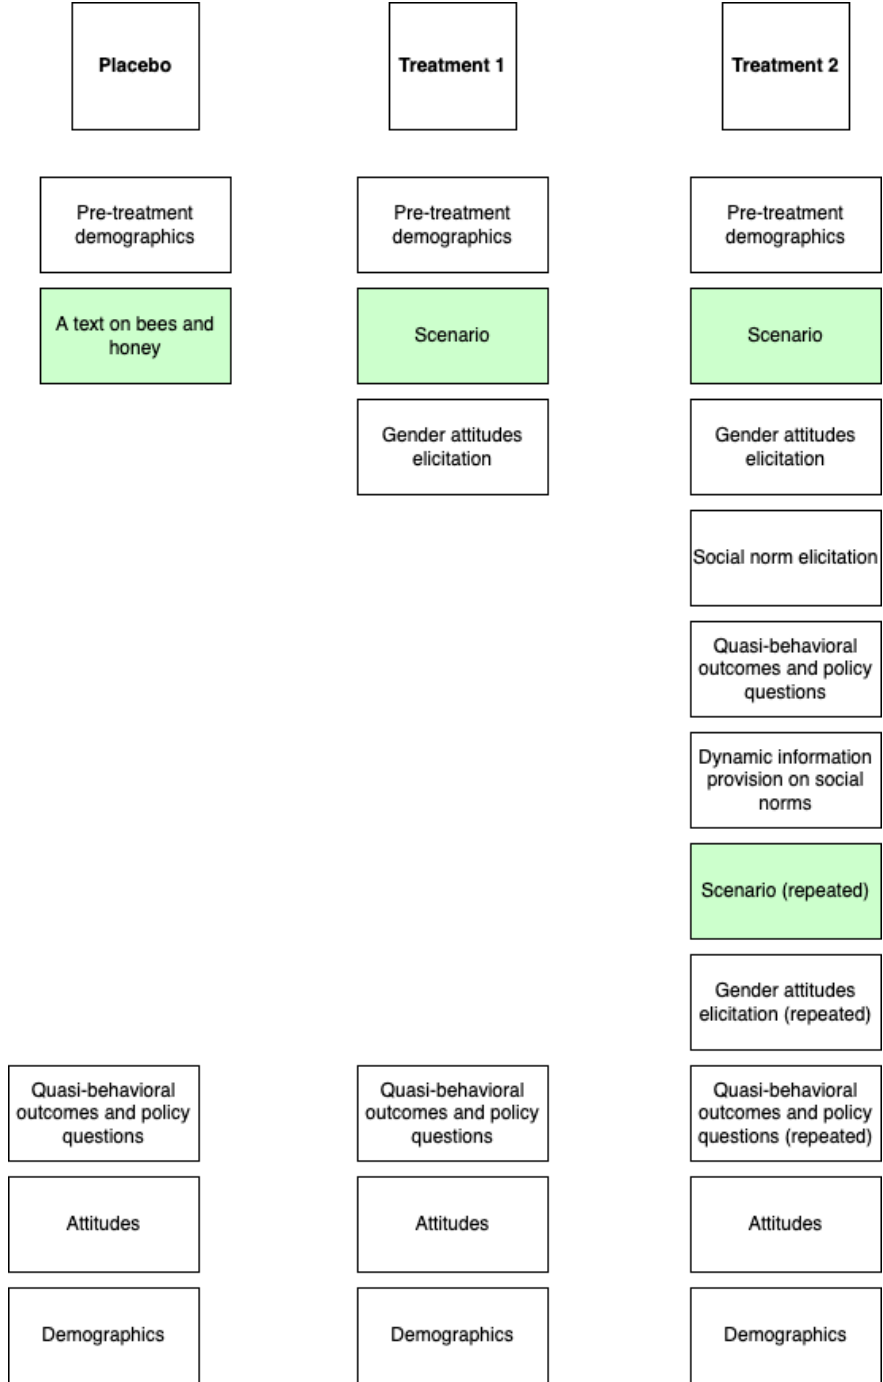 Placebo
Treatment 1
Treatment 2
Pre-treatment
demographics
Pre-treatment
demographics
Pre-treatment
demographics
A text on bees and
honey
Scenario
Scenario
Gender attitudes
elicitation
Gender attitudes
elicitation
Social norm elicitation
Quasi-behavioral
outcomes and policy
questions
Dynamic information
provision on social
norms
Scenario (repeated)
Gender attitudes
elicitation (repeated)
Quasi-behavioral
outcomes and policy
questions
Quasi-behavioral
outcomes and policy
questions
Quasi-behavioral
outcomes and policy
questions (repeated)
Attitudes
Attitudes
Attitudes
Demographics
Demographics
Demographics